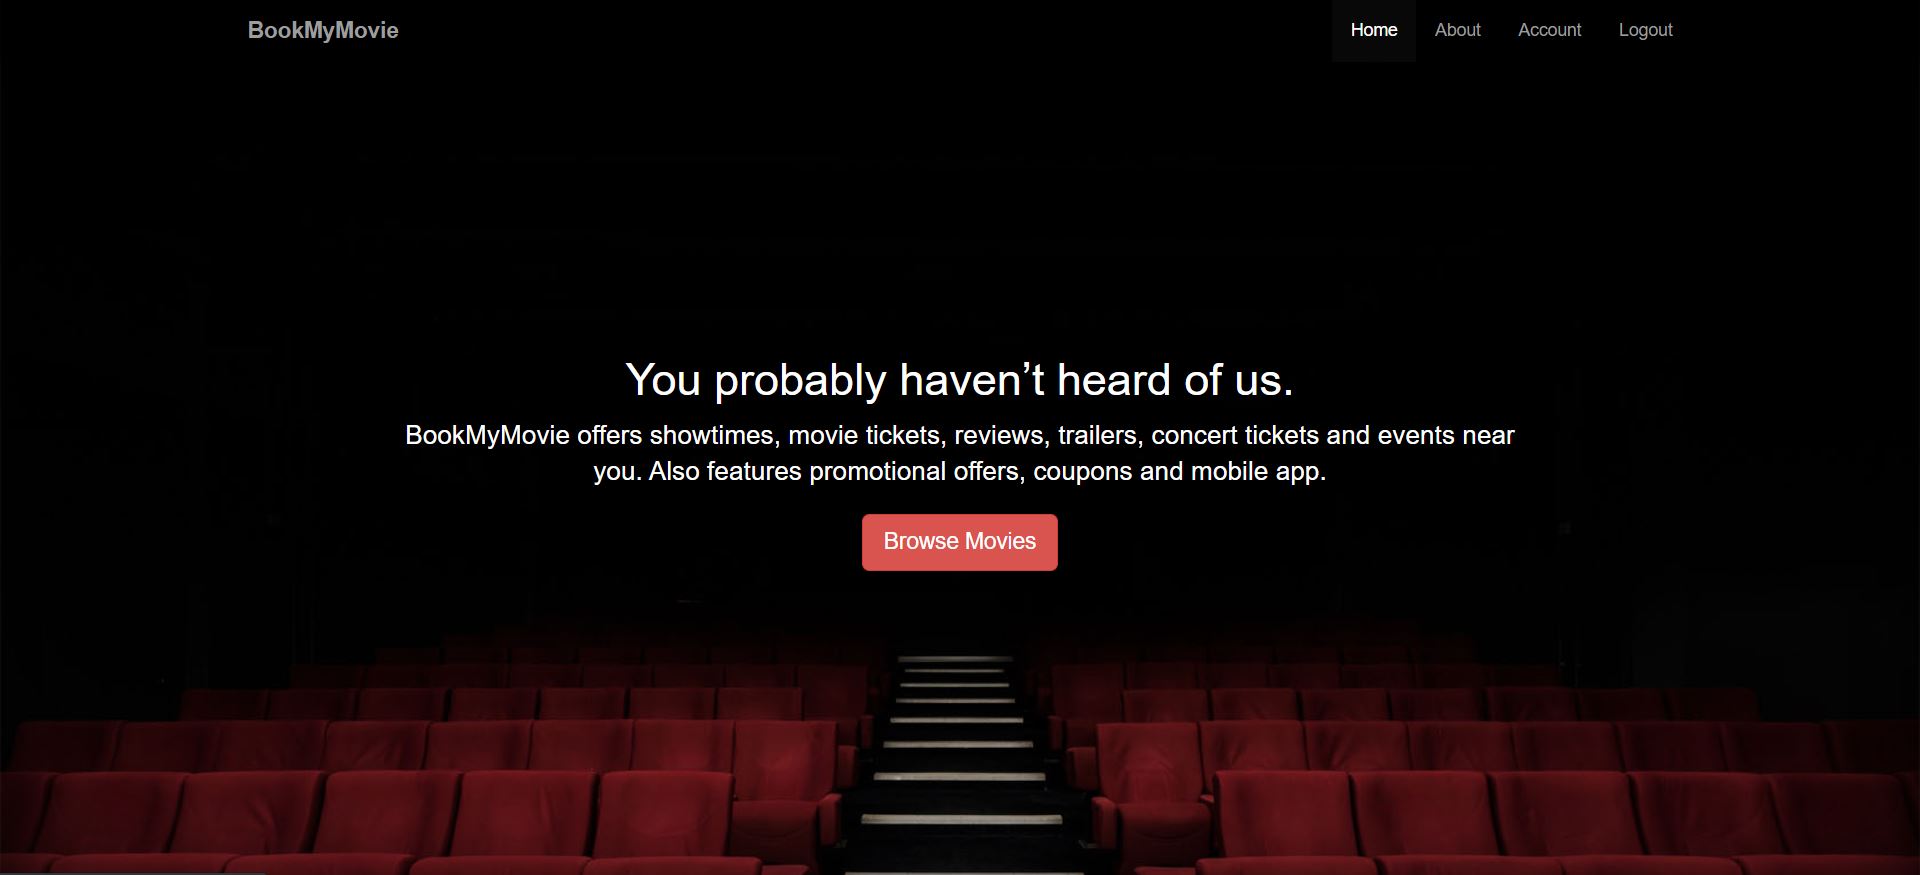 BookMyMovie
Home
About
Account
Logout
You probably haven’t heard of us.
BookMyMovie offers showtimes, movie tickets, reviews, trailers, concert tickets and events near
you. Also features promotional offers, coupons and mobile app.
Browse Movies